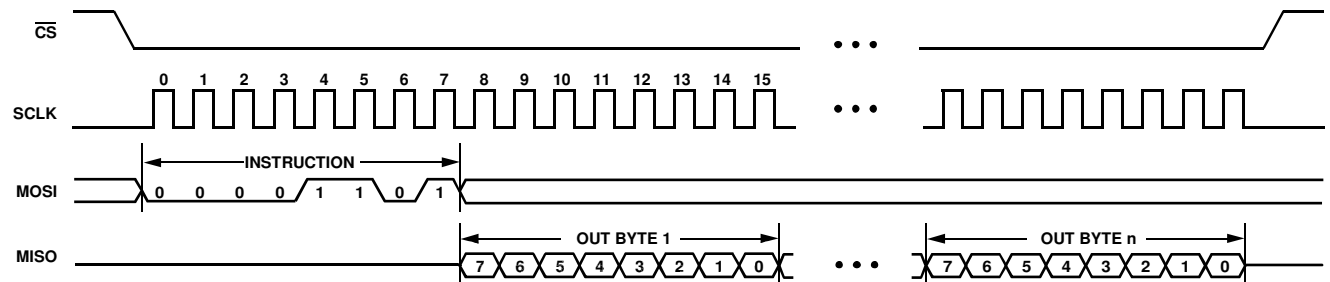 CS
0 1 2 3 4 5 6 7 8 9 10 11 12 13 14 15
SCLK
INSTRUCTION
MOSI 0 0 0 0 1 1 0 1
OUT BYTE 1 OUT BYTE n
MISO 7 6 5 4 3 2 1 0 7 6 5 4 3 2 1 0